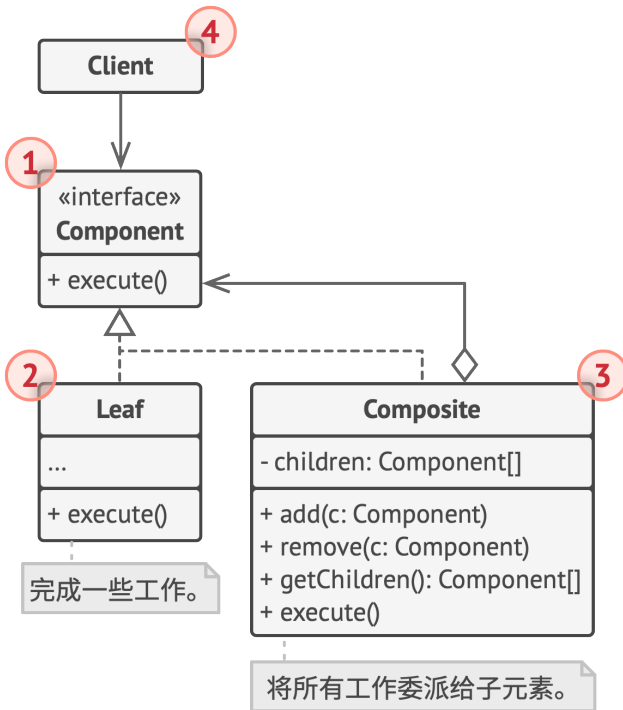 4
Client
1
«interface»
Component
+ execute()
2
Leaf
...
+ execute()
完成一些工作。
3
Composite
- children: Component[]
+ add(c: Component)
+ remove(c: Component)
+ getChildren(): Component[]
+ execute()
将所有工作委派给子元素。